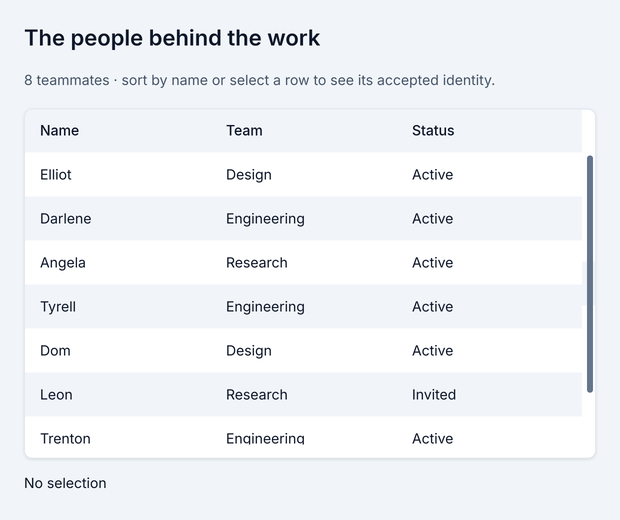 The people behind the work
8 teammates · sort by name or select a row to see its accepted identity.
Name Team Status
Elliot Design Active
Darlene Engineering Active
Angela Research Active
Tyrell Engineering Active
Dom Design Active
Leon Research Invited
Trenton Engineering Active
No selection